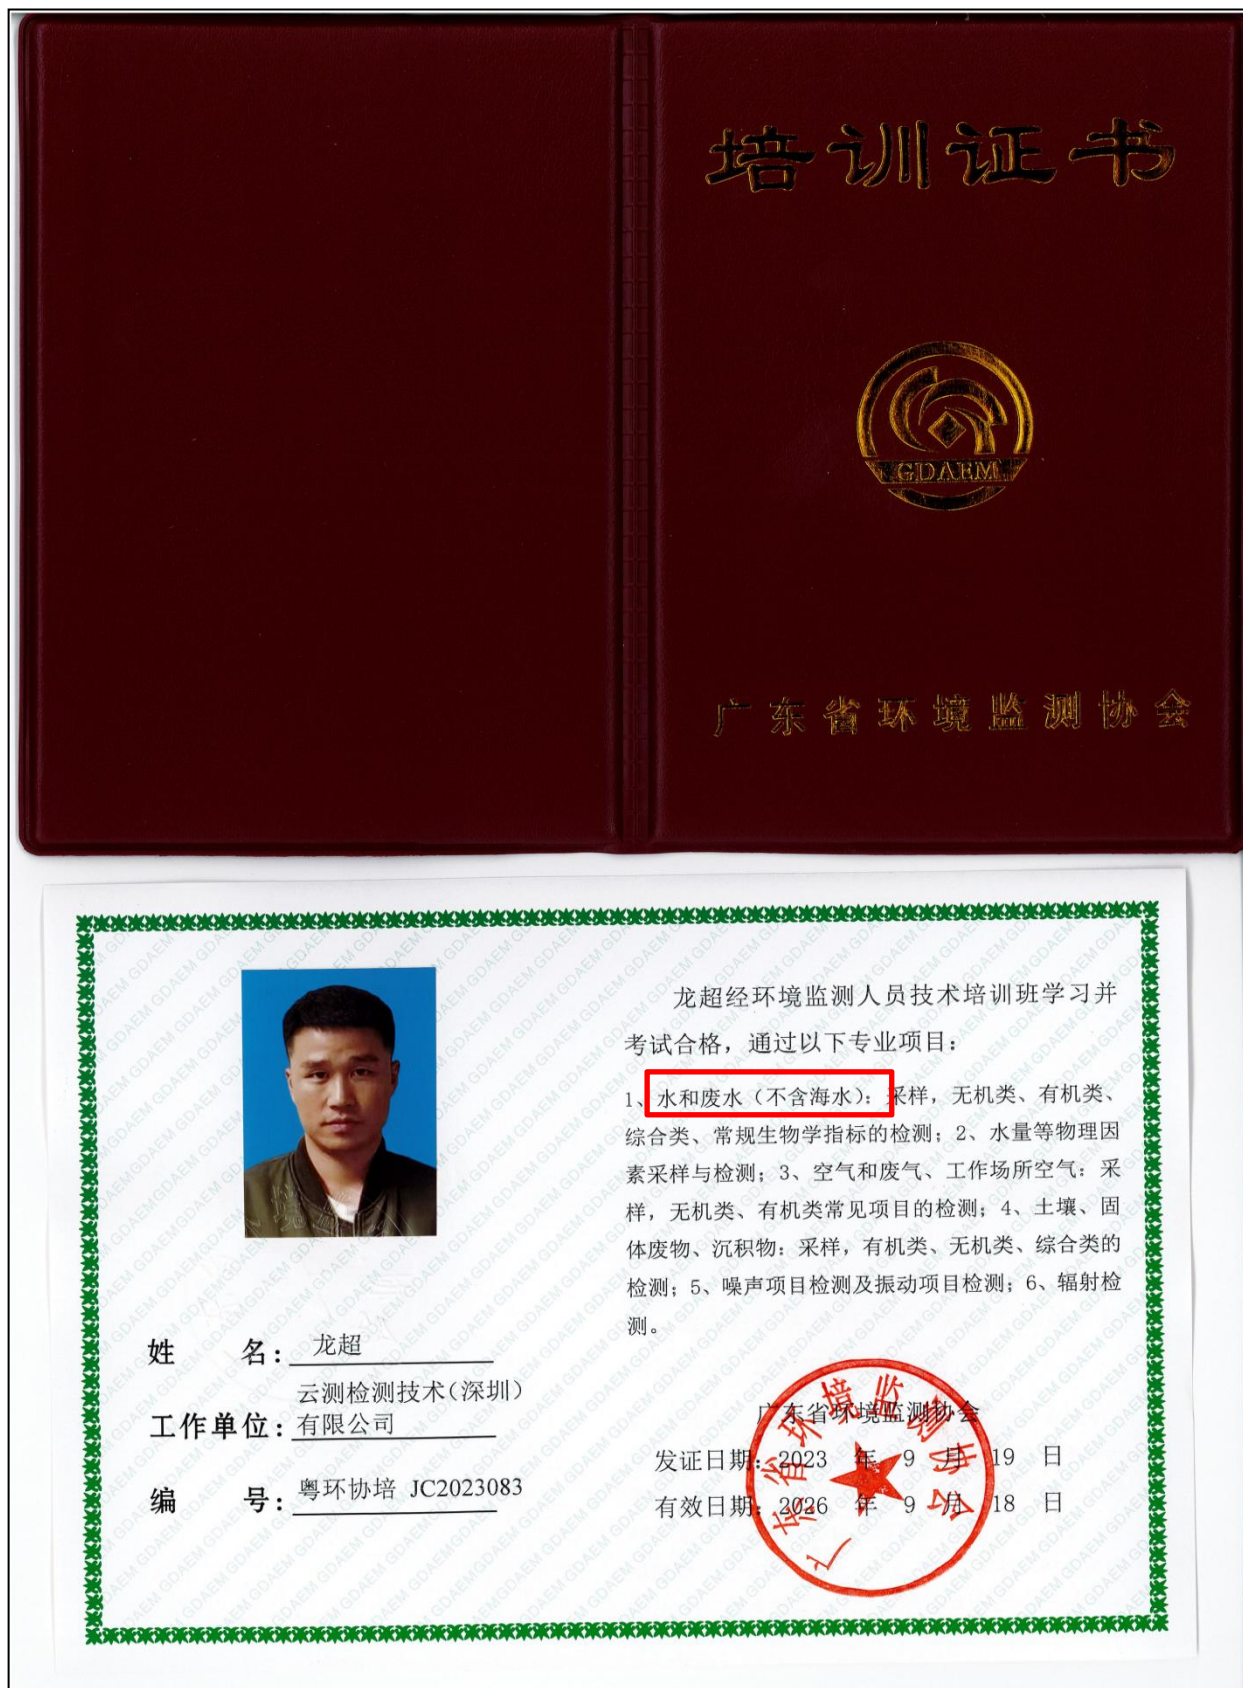 培训证书
GDAEM
广东省环境监测协会
龙超经环境监测人员技术培训班学习并
考试合格，通过以下专业项目：
1、水和废水（不含海水）：采样，无机类、有机类、
综合类、常规生物学指标的检测；2、水量等物理因
素采样与检测；3、空气和废气、工作场所空气：采
样，无机类、有机类常见项目的检测；4、土壤、固
体废物、沉积物：采样，有机类、无机类、综合类的
检测；5、噪声项目检测及振动项目检测；6、辐射检
测。
姓 名：龙超
工作单位：云测检测技术（深圳）
有限公司
编 号：粤环协培 JC2023083
广东省环境监测协会
发证日期：2023 年 9 月 19 日
有效日期：2026 年 9 月 18 日
广东省环境监测协会